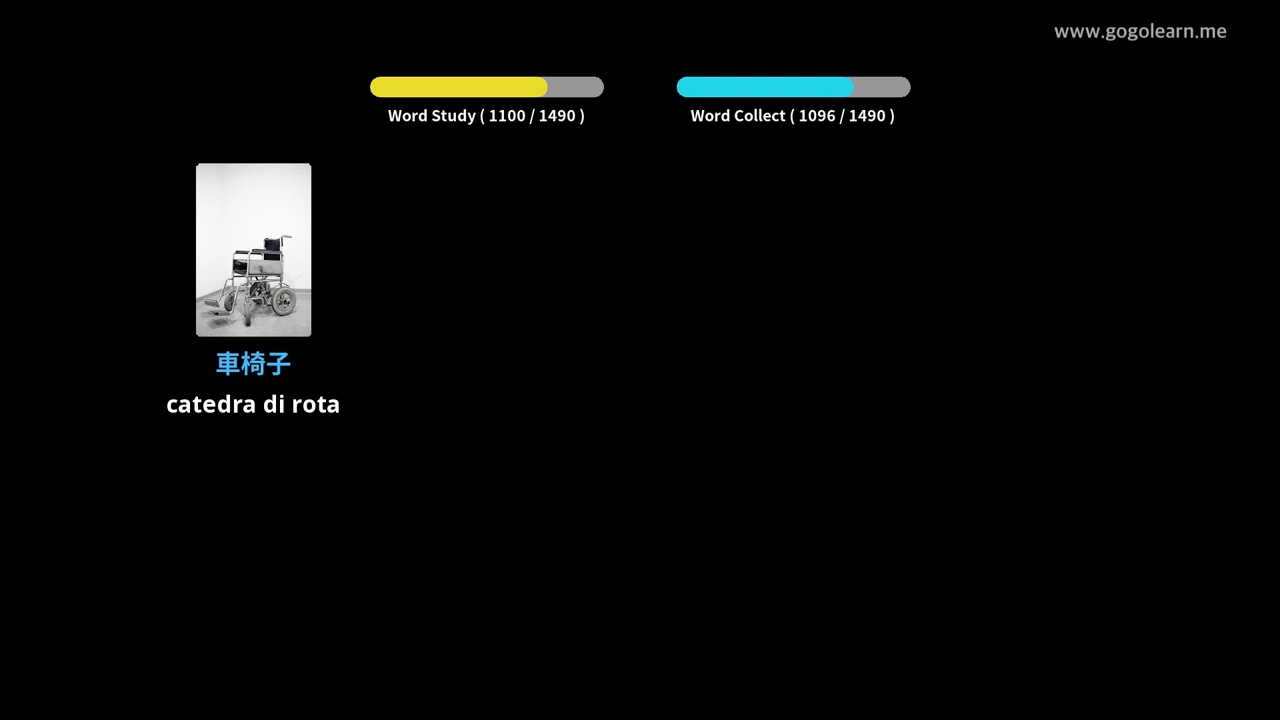 www.gogolearn.me
Word Study ( 1100 / 1490 )
Word Collect ( 1096 / 1490 )
車椅子
catedra di rota